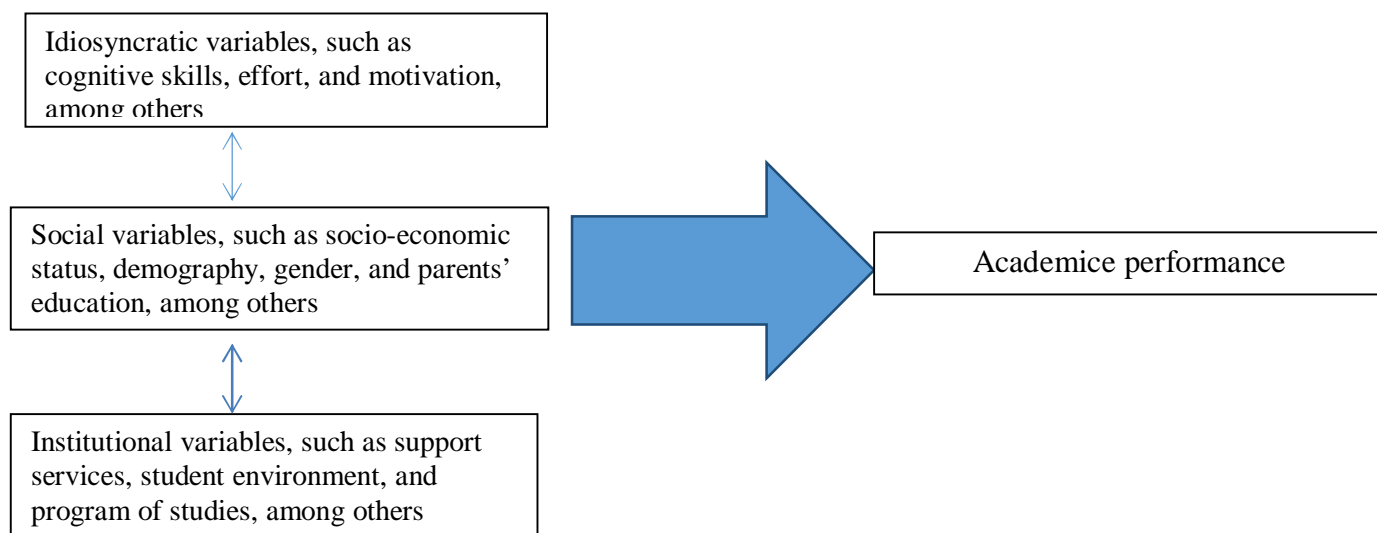 Idiosyncratic variables, such as
cognitive skills, effort, and motivation,
among others
Social variables, such as socio-economic
status, demography, gender, and parents’
education, among others
Academice performance
Institutional variables, such as support
services, student environment, and
program of studies, among others